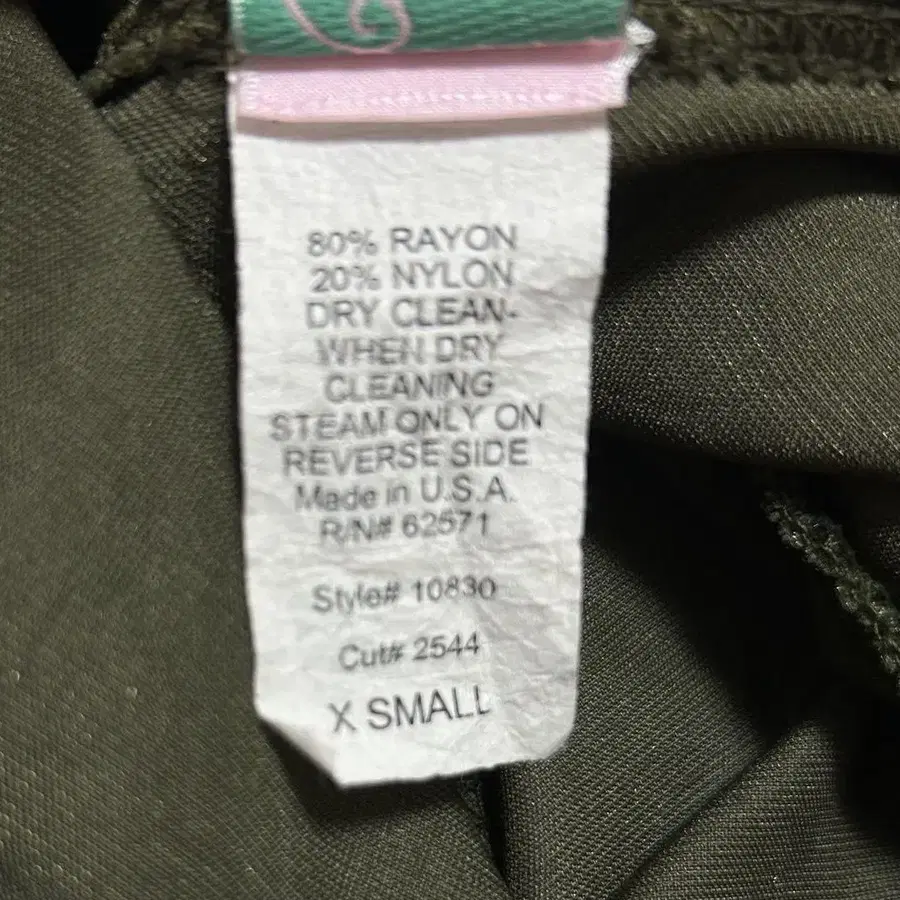 80% RAYON
20% NYLON
DRY CLEAN-
WHEN DRY
CLEANING
STEAM ONLY ON
REVERSE SIDE
Made in U.S.A.
R/N# 62571
Style# 10830
Cut# 2544
X SMALL